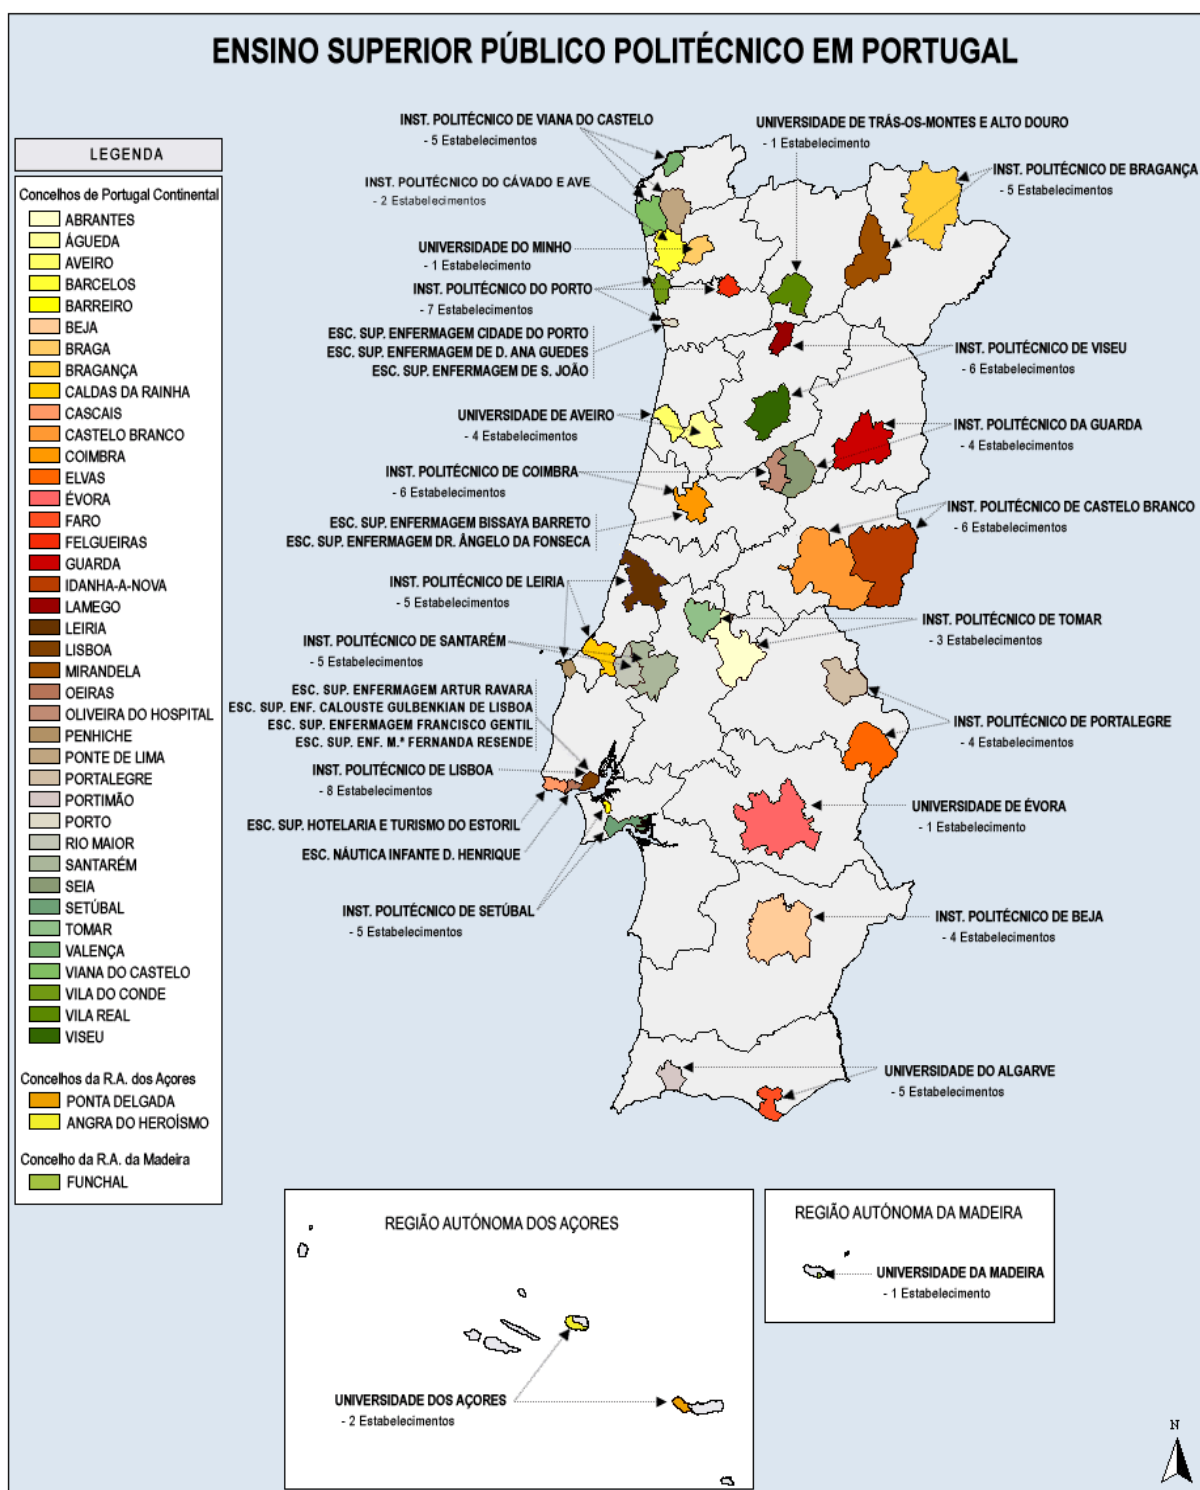 ENSINO SUPERIOR PÚBLICO POLITÉCNICO EM PORTUGAL
LEGENDA
Concelhos de Portugal Continental
ABRANTES
ÁGUEDA
AVEIRO
BARCELOS
BARREIRO
BEJA
BRAGA
BRAGANÇA
CALDAS DA RAINHA
CASCAIS
CASTELO BRANCO
COIMBRA
ELVAS
ÉVORA
FARO
FELGUEIRAS
GUARDA
IDANHA-A-NOVA
LAMEGO
LEIRIA
LISBOA
MIRANDELA
OEIRAS
OLIVEIRA DO HOSPITAL
PENHICHE
PONTE DE LIMA
PORTALEGRE
PORTIMÃO
PORTO
RIO MAIOR
SANTARÉM
SEIA
SETÚBAL
TOMAR
VALENÇA
VIANA DO CASTELO
VILA DO CONDE
VILA REAL
VISEU
Concelhos da R.A. dos Açores
PONTA DELGADA
ANGRA DO HEROÍSMO
Concelho da R.A. da Madeira
FUNCHAL
INST. POLITÉCNICO DE VIANA DO CASTELO
- 5 Estabelecimentos
INST. POLITÉCNICO DO CÁVADO E AVE
- 2 Estabelecimentos
UNIVERSIDADE DO MINHO
- 1 Estabelecimento
INST. POLITÉCNICO DO PORTO
- 7 Estabelecimentos
ESC. SUP. ENFERMAGEM CIDADE DO PORTO
ESC. SUP. ENFERMAGEM DE D. ANA GUEDES
ESC. SUP. ENFERMAGEM DE S. JOÃO
UNIVERSIDADE DE AVEIRO
- 4 Estabelecimentos
INST. POLITÉCNICO DE COIMBRA
- 6 Estabelecimentos
ESC. SUP. ENFERMAGEM BISSAYA BARRETO
ESC. SUP. ENFERMAGEM DR. ÂNGELO DA FONSECA
INST. POLITÉCNICO DE LEIRIA
- 5 Estabelecimentos
INST. POLITÉCNICO DE SANTARÉM
- 5 Estabelecimentos
ESC. SUP. ENFERMAGEM ARTUR RAVARA
ESC. SUP. ENF. CALOUSTE GULBENKIAN DE LISBOA
ESC. SUP. ENFERMAGEM FRANCISCO GENTIL
ESC. SUP. ENF. M.ª FERNANDA RESENDE
INST. POLITÉCNICO DE LISBOA
- 8 Estabelecimentos
ESC. SUP. HOTELARIA E TURISMO DO ESTORIL
ESC. NÁUTICA INFANTE D. HENRIQUE
INST. POLITÉCNICO DE SETÚBAL
- 5 Estabelecimentos
UNIVERSIDADE DE TRÁS-OS-MONTES E ALTO DOURO
- 1 Estabelecimento
INST. POLITÉCNICO DE BRAGANÇA
- 5 Estabelecimentos
INST. POLITÉCNICO DE VISEU
- 6 Estabelecimentos
INST. POLITÉCNICO DA GUARDA
- 4 Estabelecimentos
INST. POLITÉCNICO DE CASTELO BRANCO
- 6 Estabelecimentos
INST. POLITÉCNICO DE TOMAR
- 3 Estabelecimentos
INST. POLITÉCNICO DE PORTALEGRE
- 4 Estabelecimentos
UNIVERSIDADE DE ÉVORA
- 1 Estabelecimento
INST. POLITÉCNICO DE BEJA
- 4 Estabelecimentos
UNIVERSIDADE DO ALGARVE
- 5 Estabelecimentos
REGIÃO AUTÓNOMA DOS AÇORES
UNIVERSIDADE DOS AÇORES
- 2 Estabelecimentos
REGIÃO AUTÓNOMA DA MADEIRA
UNIVERSIDADE DA MADEIRA
- 1 Estabelecimento
N